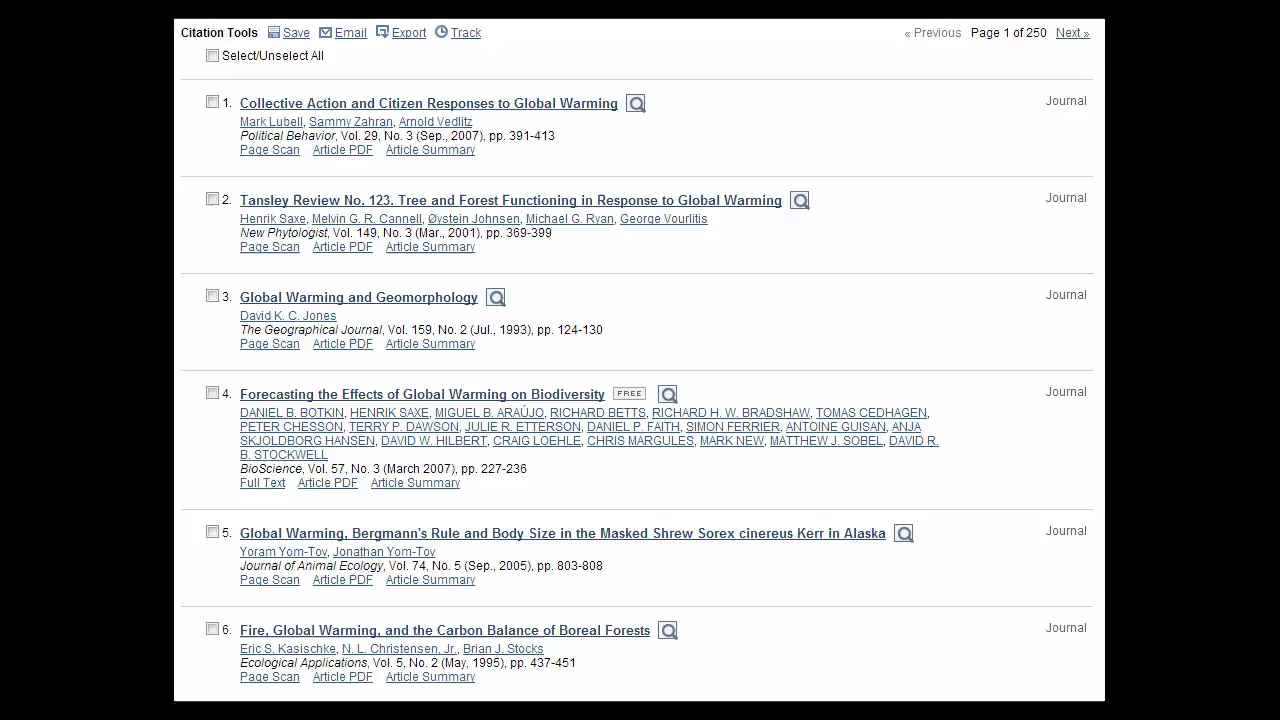 Citation Tools Save Email Export Track « Previous Page 1 of 250 Next »
Select/Unselect All
1. Collective Action and Citizen Responses to Global Warming Journal
Mark Lubell, Sammy Zahran, Arnold Vedlitz
Political Behavior, Vol. 29, No. 3 (Sep., 2007), pp. 391-413
Page Scan Article PDF Article Summary
2. Tansley Review No. 123. Tree and Forest Functioning in Response to Global Warming Journal
Henrik Saxe, Melvin G. R. Cannell, Øystein Johnsen, Michael G. Ryan, George Vourlitis
New Phytologist, Vol. 149, No. 3 (Mar., 2001), pp. 369-399
Page Scan Article PDF Article Summary
3. Global Warming and Geomorphology Journal
David K. C. Jones
The Geographical Journal, Vol. 159, No. 2 (Jul., 1993), pp. 124-130
Page Scan Article PDF Article Summary
4. Forecasting the Effects of Global Warming on Biodiversity FREE Journal
DANIEL B. BOTKIN, HENRIK SAXE, MIGUEL B. ARAÚJO, RICHARD BETTS, RICHARD H. W. BRADSHAW, TOMAS CEDHAGEN,
PETER CHESSON, TERRY P. DAWSON, JULIE R. ETTERSON, DANIEL P. FAITH, SIMON FERRIER, ANTOINE GUISAN, ANJA
SKJOLDBORG HANSEN, DAVID W. HILBERT, CRAIG LOEHLE, CHRIS MARGULES, MARK NEW, MATTHEW J. SOBEL, DAVID R.
B. STOCKWELL
BioScience, Vol. 57, No. 3 (March 2007), pp. 227-236
Full Text Article PDF Article Summary
5. Global Warming, Bergmann's Rule and Body Size in the Masked Shrew Sorex cinereus Kerr in Alaska Journal
Yoram Yom-Tov, Jonathan Yom-Tov
Journal of Animal Ecology, Vol. 74, No. 5 (Sep., 2005), pp. 803-808
Page Scan Article PDF Article Summary
6. Fire, Global Warming, and the Carbon Balance of Boreal Forests Journal
Eric S. Kasischke, N. L. Christensen, Jr., Brian J. Stocks
Ecological Applications, Vol. 5, No. 2 (May, 1995), pp. 437-451
Page Scan Article PDF Article Summary